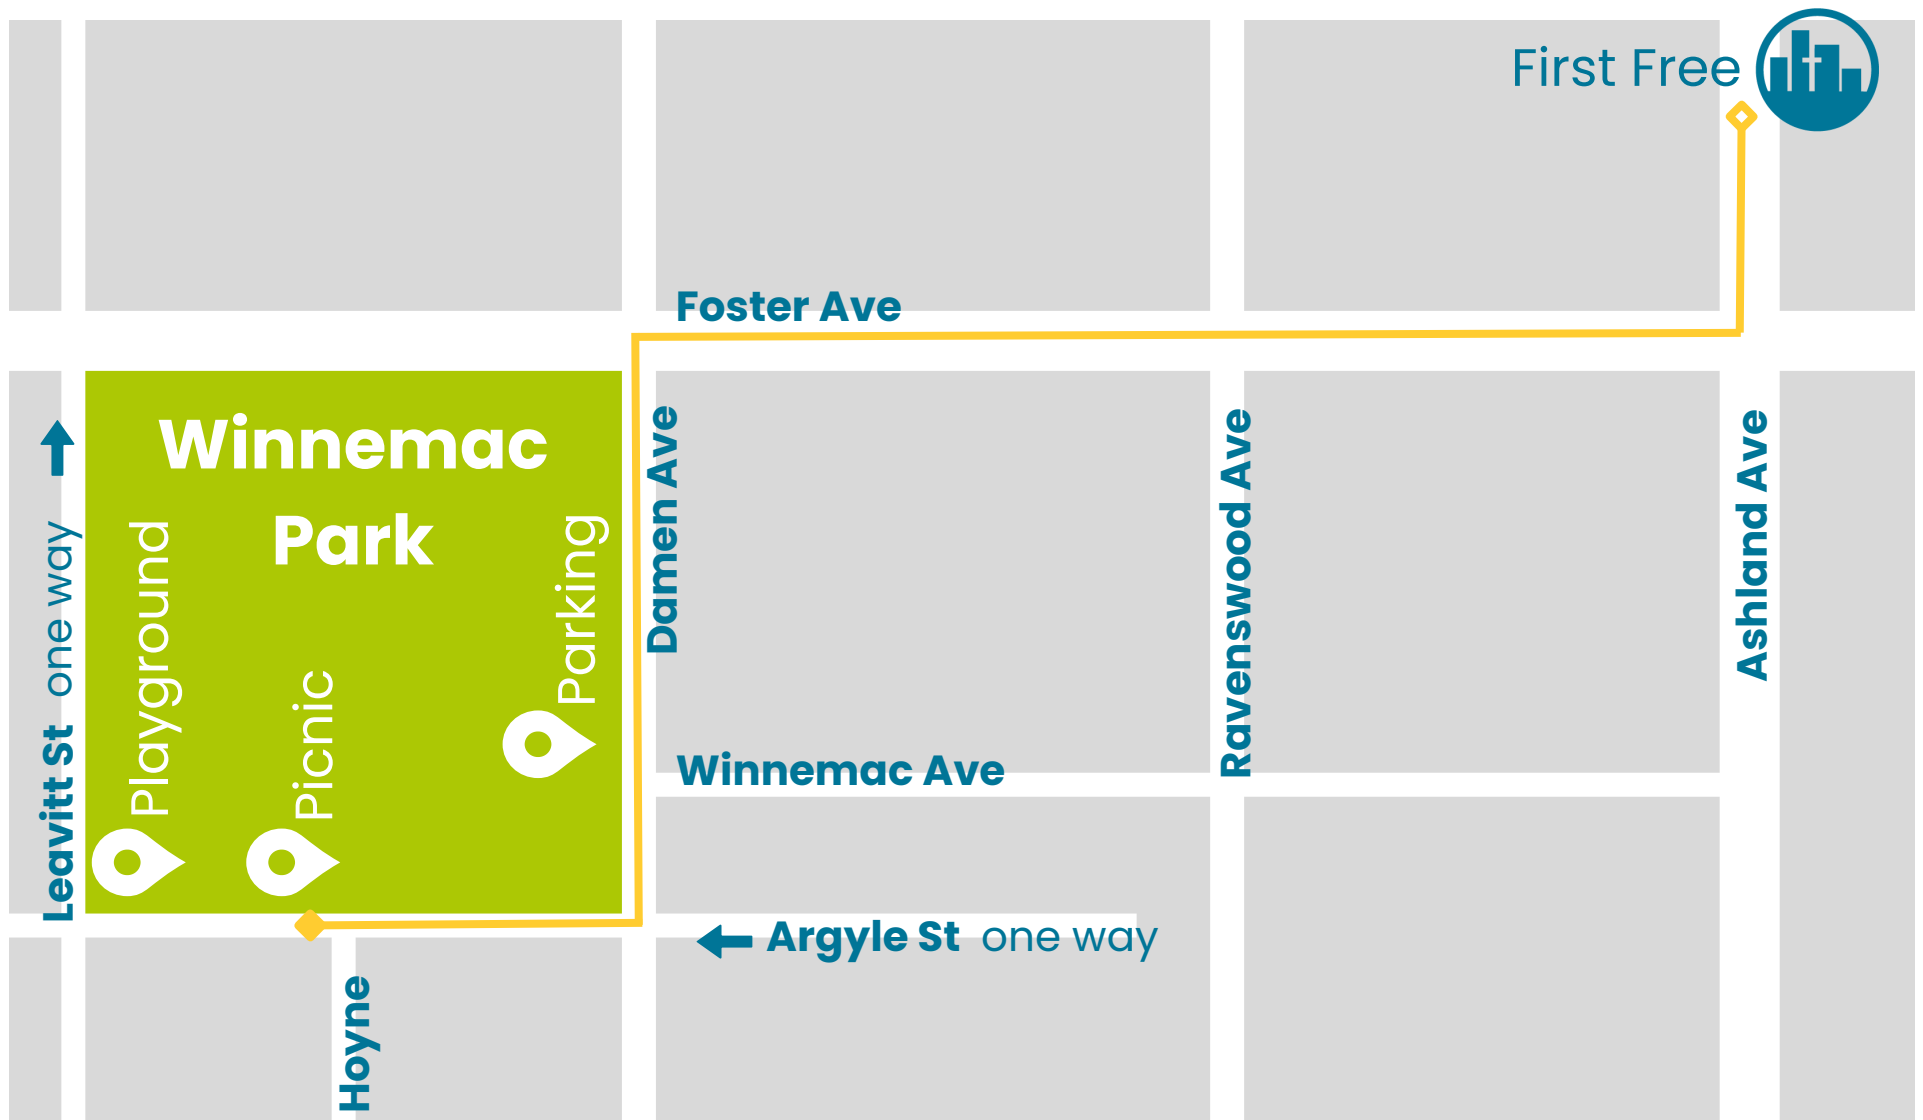 First Free
Foster Ave
Winnemac
Park
Playground
Picnic
Parking
Leavitt St one way
Damen Ave
Ravenswood Ave
Ashland Ave
Winnemac Ave
Argyle St one way
Hoyne